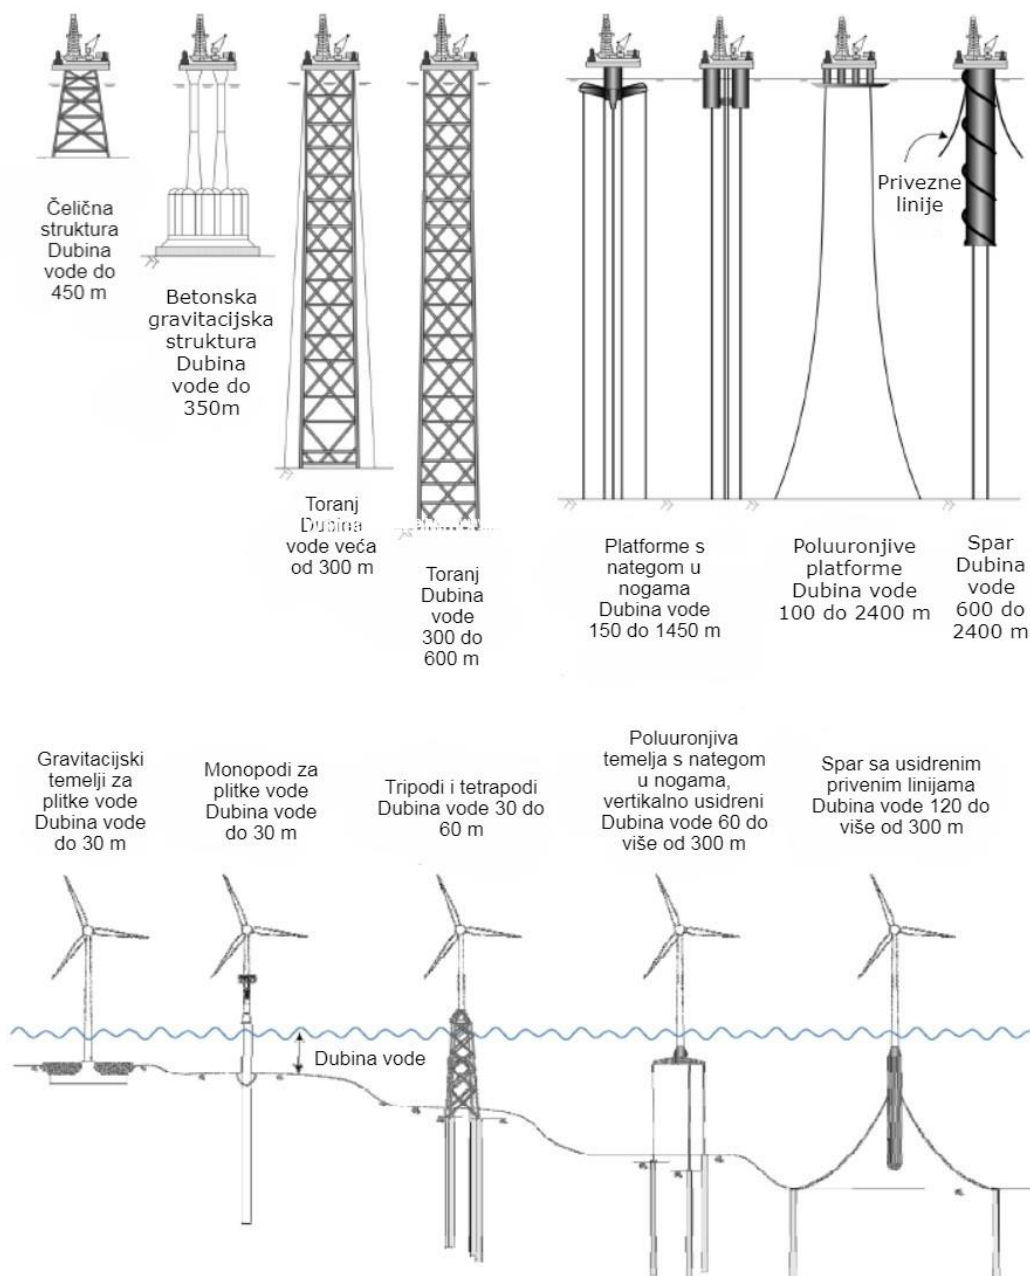 Čelična
struktura
Dubina
vode do
450 m
Betonska
gravitacijska
struktura
Dubina
vode do
350m
Toranj
Dubina
vode veća
od 300 m
Toranj
Dubina
vode
300 do
600 m
Platforme s
nategom u
nogama
Dubina vode
150 do 1450 m
Poluuronjive
platforme
Dubina vode
100 do 2400 m
Privezne
linije
Spar
Dubina
vode
600 do
2400 m
Gravitacijski
temelji za
plitke vode
Dubina vode
do 30 m
Monopodi za
plitke vode
Dubina vode
do 30 m
Tripodi i tetrapodi
Dubina vode 30 do
60 m
Poluuronjiva
temelja s nategom
u nogama,
vertikalno usidreni
Dubina vode 60 do
više od 300 m
Spar sa usidrenim
privenim linijama
Dubina vode 120 do
više od 300 m
Dubina vode